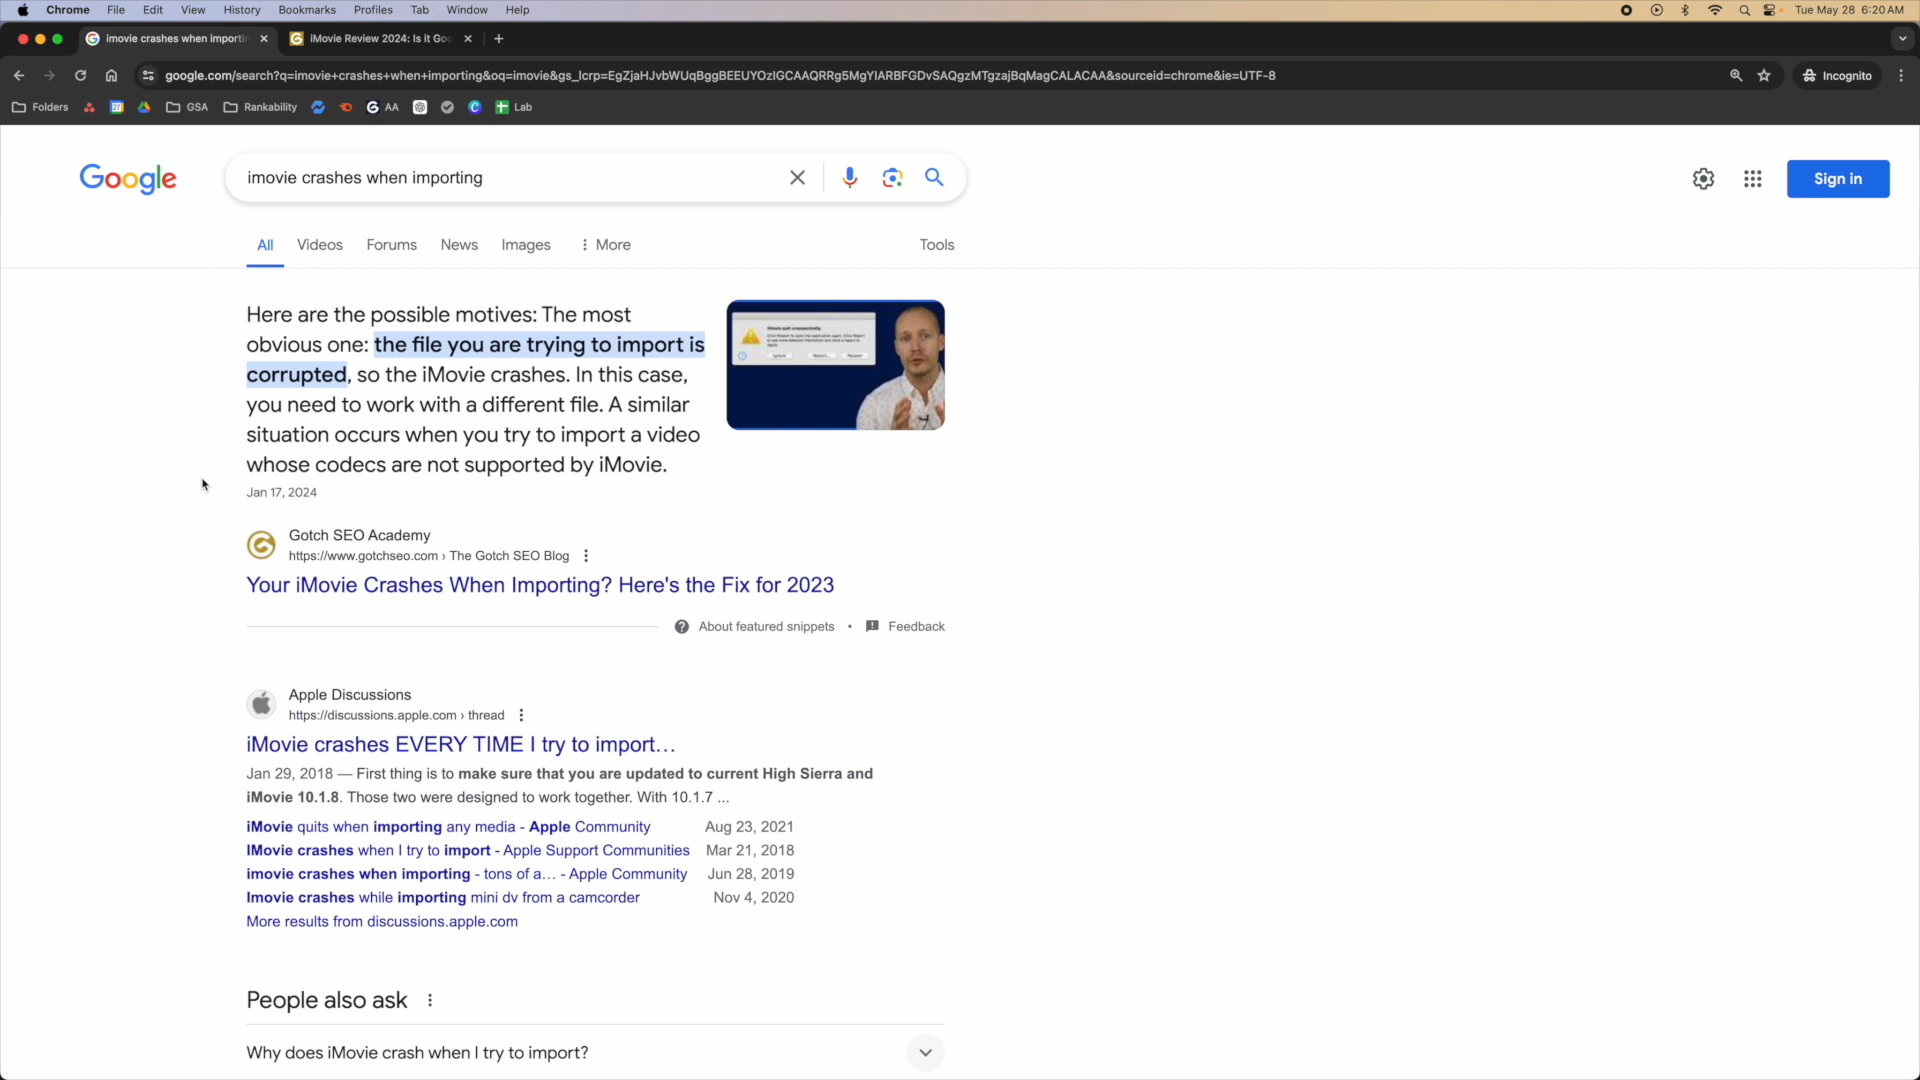 Chrome File Edit View History Bookmarks Profiles Tab Window Help Tue May 28 6:20 AM
imovie crashes when importi iMovie Review 2024: Is it Goo
google.com/search?q=imovie+crashes+when+importing&oq=imovie&gs_lcrp=EgZjaHJvbWUqBggBEEUYOzIGCAAQRRg5MgYIARBFGDvSAQgzMTgzajBqMagCALACAA&sourceid=chrome&ie=UTF-8 Incognito
Folders GSA Rankability AA Lab
Google imovie crashes when importing Sign in
All Videos Forums News Images More Tools
Here are the possible motives: The most
obvious one: the file you are trying to import is
corrupted, so the iMovie crashes. In this case,
you need to work with a different file. A similar
situation occurs when you try to import a video
whose codecs are not supported by iMovie.
Jan 17, 2024
Gotch SEO Academy
https://www.gotchseo.com › The Gotch SEO Blog
Your iMovie Crashes When Importing? Here's the Fix for 2023
About featured snippets • Feedback
Apple Discussions
https://discussions.apple.com › thread
iMovie crashes EVERY TIME I try to import…
Jan 29, 2018 — First thing is to make sure that you are updated to current High Sierra and
iMovie 10.1.8. Those two were designed to work together. With 10.1.7 ...
iMovie quits when importing any media - Apple Community Aug 23, 2021
IMovie crashes when I try to import - Apple Support Communities Mar 21, 2018
imovie crashes when importing - tons of a… - Apple Community Jun 28, 2019
Imovie crashes while importing mini dv from a camcorder Nov 4, 2020
More results from discussions.apple.com
People also ask
Why does iMovie crash when I try to import?